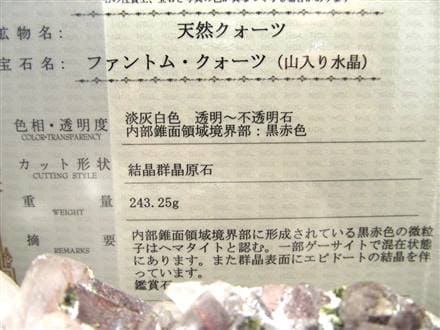 鉱物名: 天然クォーツ
宝石名: ファントム・クォーツ (山入り水晶)
色相・透明度 淡灰白色 透明～不透明石
COLOR・TRANSPARENCY 内部錐面領域境界部:黒赤色
カット形状 結晶群晶原石
CUTTING STYLE
重量 243.25g
WEIGHT
摘要 内部錐面領域境界部に形成されている黒赤色の微粒
REMARKS 子はヘマタイトと認む。一部ゲーサイトで混在状態
にあります。また群晶表面にエピドートの結晶を伴
っています。
鑑賞石